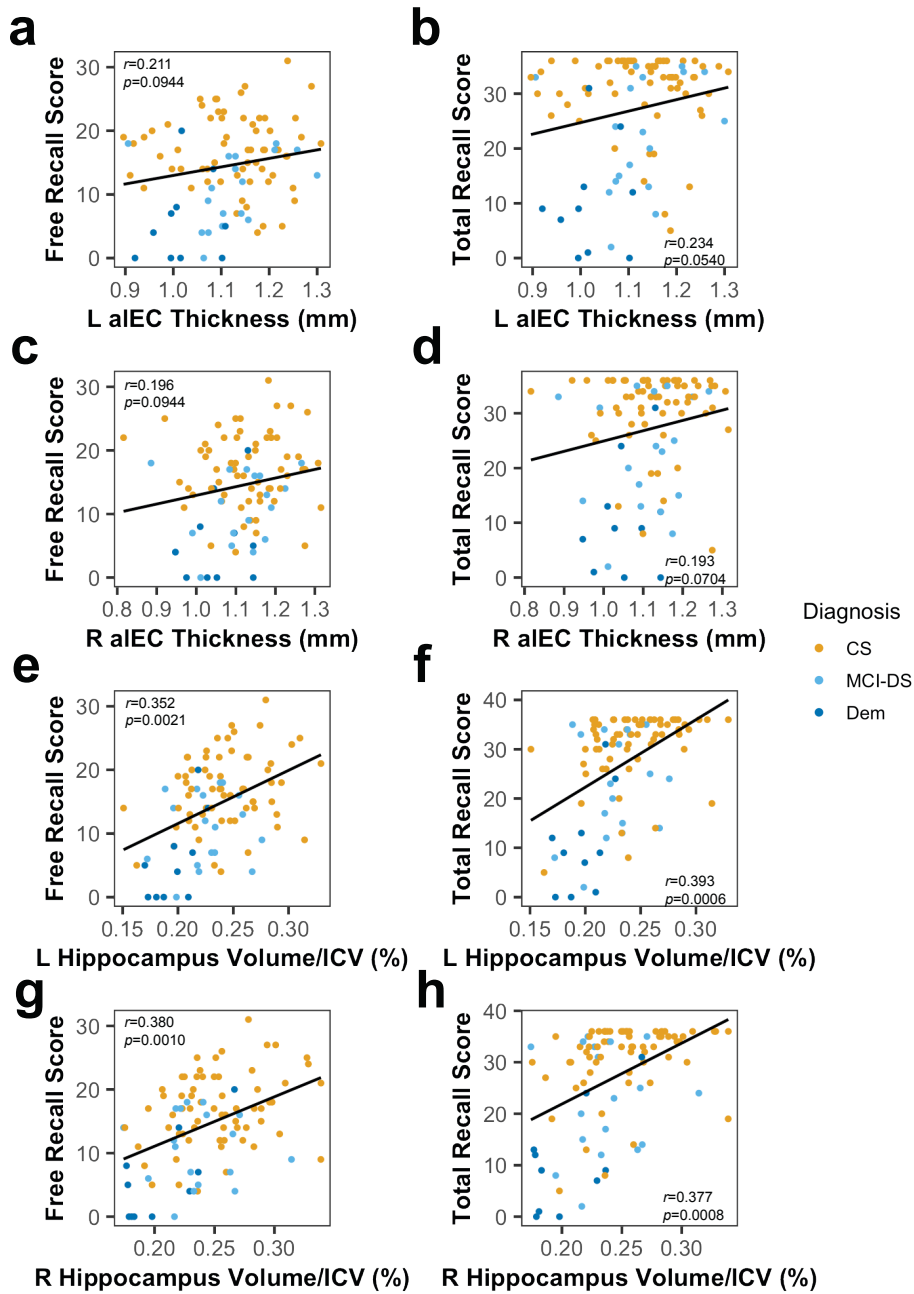 a
r=0.211
p=0.0944
Free Recall Score
30
20
10
0
0.9 1.0 1.1 1.2 1.3
L alEC Thickness (mm)
b
Total Recall Score
30
20
10
0
r=0.234
p=0.0540
0.9 1.0 1.1 1.2 1.3
L alEC Thickness (mm)
c
r=0.196
p=0.0944
Free Recall Score
30
20
10
0
0.8 0.9 1.0 1.1 1.2 1.3
R alEC Thickness (mm)
d
Total Recall Score
30
20
10
0
r=0.193
p=0.0704
0.8 0.9 1.0 1.1 1.2 1.3
R alEC Thickness (mm)
Diagnosis
CS
MCI-DS
Dem
e
r=0.352
p=0.0021
Free Recall Score
30
20
10
0
0.15 0.20 0.25 0.30
L Hippocampus Volume/ICV (%)
f
Total Recall Score
40
30
20
10
0
r=0.393
p=0.0006
0.15 0.20 0.25 0.30
L Hippocampus Volume/ICV (%)
g
r=0.380
p=0.0010
Free Recall Score
30
20
10
0
0.20 0.25 0.30
R Hippocampus Volume/ICV (%)
h
Total Recall Score
40
30
20
10
0
r=0.377
p=0.0008
0.20 0.25 0.30
R Hippocampus Volume/ICV (%)